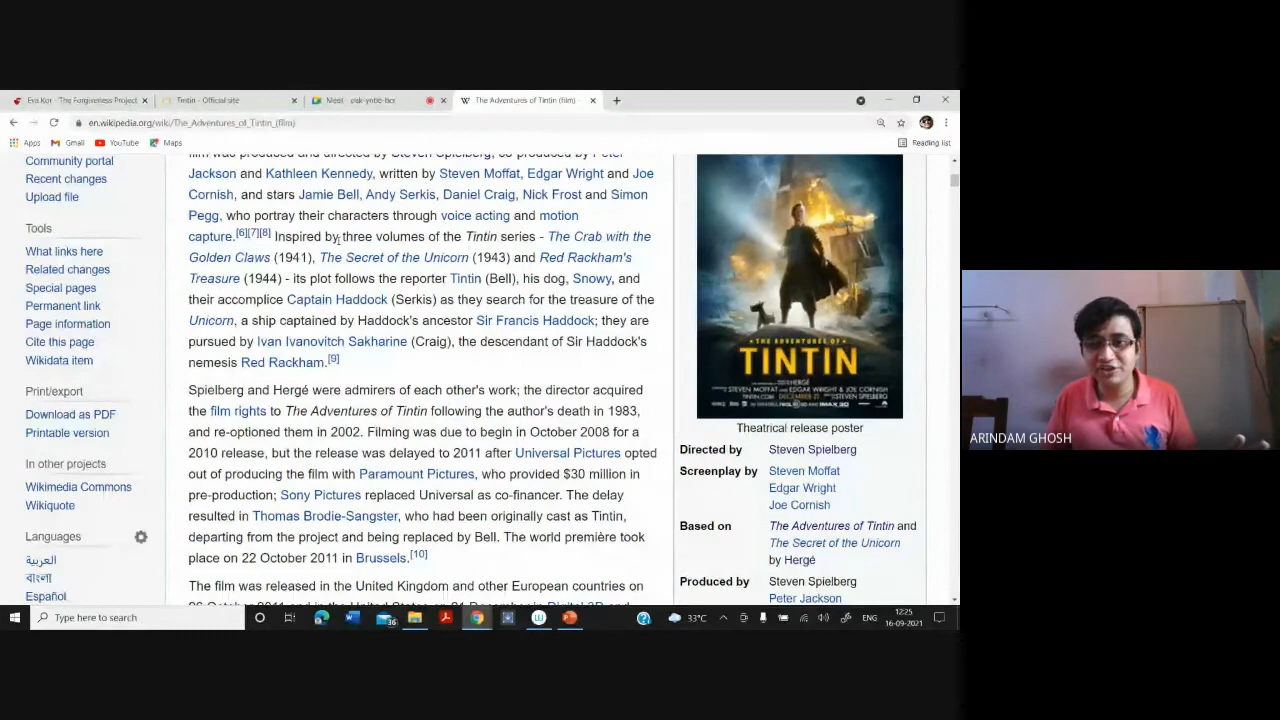 Eva Kor - The Forgiveness Project
Tintin - Official site
Meet
The Adventures of Tintin (film) -
en.wikipedia.org/wiki/The_Adventures_of_Tintin_(film)
Apps
Gmail
YouTube
Maps
Reading list
Community portal
Recent changes
Upload file
Tools
What links here
Related changes
Special pages
Permanent link
Page information
Cite this page
Wikidata item
Print/export
Download as PDF
Printable version
In other projects
Wikimedia Commons
Wikiquote
Languages
العربية
বাংলা
Español
film was produced and directed by Steven Spielberg, co-produced by Peter
Jackson and Kathleen Kennedy, written by Steven Moffat, Edgar Wright and Joe
Cornish, and stars Jamie Bell, Andy Serkis, Daniel Craig, Nick Frost and Simon
Pegg, who portray their characters through voice acting and motion
capture.[6][7][8] Inspired by three volumes of the Tintin series - The Crab with the
Golden Claws (1941), The Secret of the Unicorn (1943) and Red Rackham's
Treasure (1944) - its plot follows the reporter Tintin (Bell), his dog, Snowy, and
their accomplice Captain Haddock (Serkis) as they search for the treasure of the
Unicorn, a ship captained by Haddock's ancestor Sir Francis Haddock; they are
pursued by Ivan Ivanovitch Sakharine (Craig), the descendant of Sir Haddock's
nemesis Red Rackham.[9]
Spielberg and Hergé were admirers of each other's work; the director acquired
the film rights to The Adventures of Tintin following the author's death in 1983,
and re-optioned them in 2002. Filming was due to begin in October 2008 for a
2010 release, but the release was delayed to 2011 after Universal Pictures opted
out of producing the film with Paramount Pictures, who provided $30 million in
pre-production; Sony Pictures replaced Universal as co-financer. The delay
resulted in Thomas Brodie-Sangster, who had been originally cast as Tintin,
departing from the project and being replaced by Bell. The world première took
place on 22 October 2011 in Brussels.[10]
The film was released in the United Kingdom and other European countries on
THE ADVENTURES OF
TINTIN
Theatrical release poster
Directed by Steven Spielberg
Screenplay by Steven Moffat
Edgar Wright
Joe Cornish
Based on The Adventures of Tintin and
The Secret of the Unicorn
by Hergé
Produced by Steven Spielberg
Peter Jackson
ARINDAM GHOSH
Type here to search
36
33°C
ENG
12:25
16-09-2021